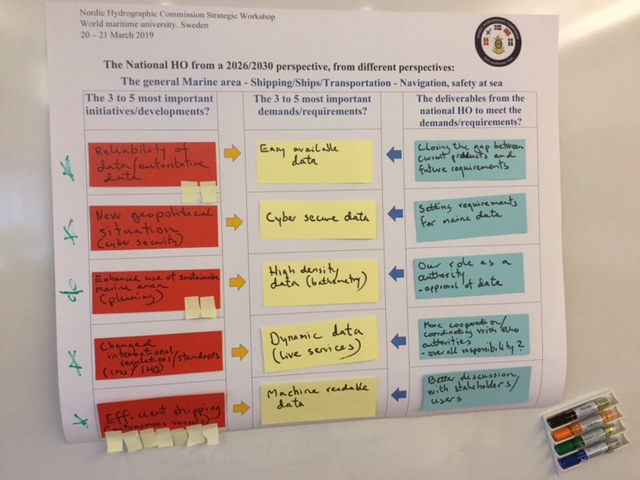 Nordic Hydrographic Commission Strategic Workshop
World maritime university. Sweden
20 – 21 March 2019
The National HO from a 2026/2030 perspective, from different perspectives:
The general Marine area - Shipping/Ships/Transportation - Navigation, safety at sea
The 3 to 5 most important
initiatives/developments?
The 3 to 5 most important
demands/requirements?
The deliverables from the
national HO to meet the
demands/requirements?
Reliability of
data/autoritative
data
Easy available
data
Closing the gap between
current products and
future requirements
New geopolitical
situation
(cyber security)
Cyber secure data
Setting requirements
for marine data
Enhanced use of sustainable
marine area
(planning)
High density
data (bathymetry)
Our role as a
authority
- approval of data
Changed
international
regulations/standards
(IMO/IHO)
Dynamic data
(live services)
More cooperation/
coordinating with other
authorities
- overall responsibility?
Efficient shipping
vessels)
Machine readable
data
Better discussion
with stakeholders/
users